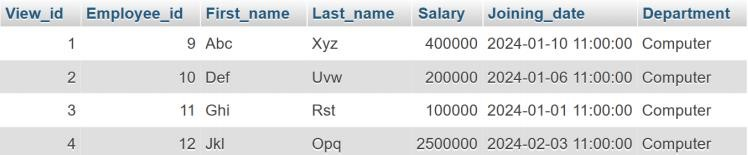 View_id Employee_id First_name Last_name Salary Joining_date Department
1 9 Abc Xyz 400000 2024-01-10 11:00:00 Computer
2 10 Def Uvw 200000 2024-01-06 11:00:00 Computer
3 11 Ghi Rst 100000 2024-01-01 11:00:00 Computer
4 12 Jkl Opq 2500000 2024-02-03 11:00:00 Computer